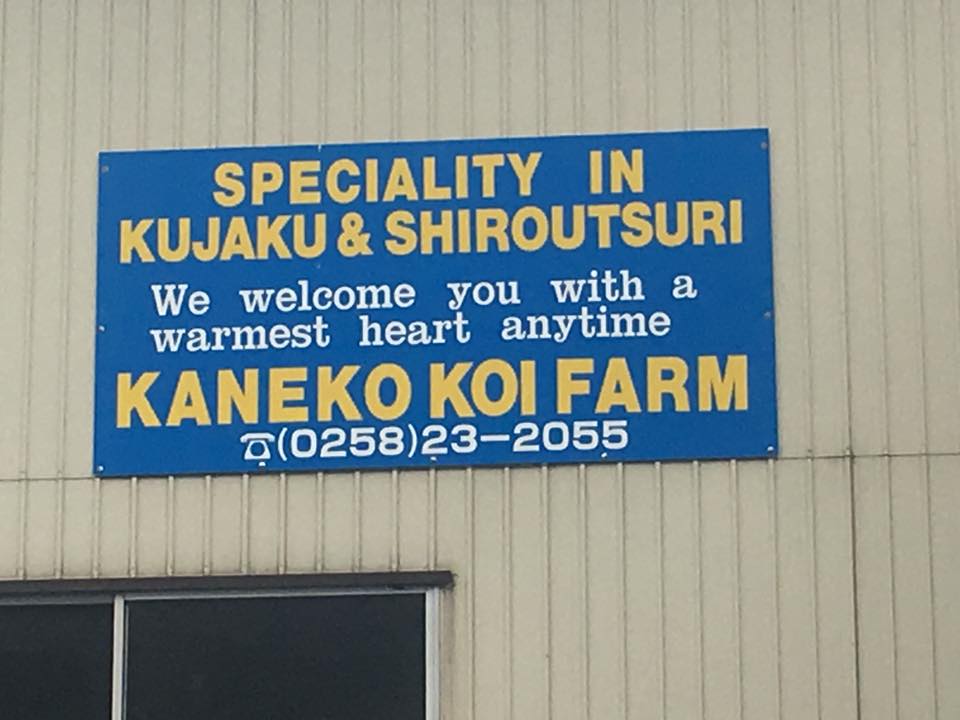 SPECIALITY IN
KUJAKU & SHIROUTSURI
We welcome you with a
warmest heart anytime
KANEKO KOI FARM
☎(0258)23-2055